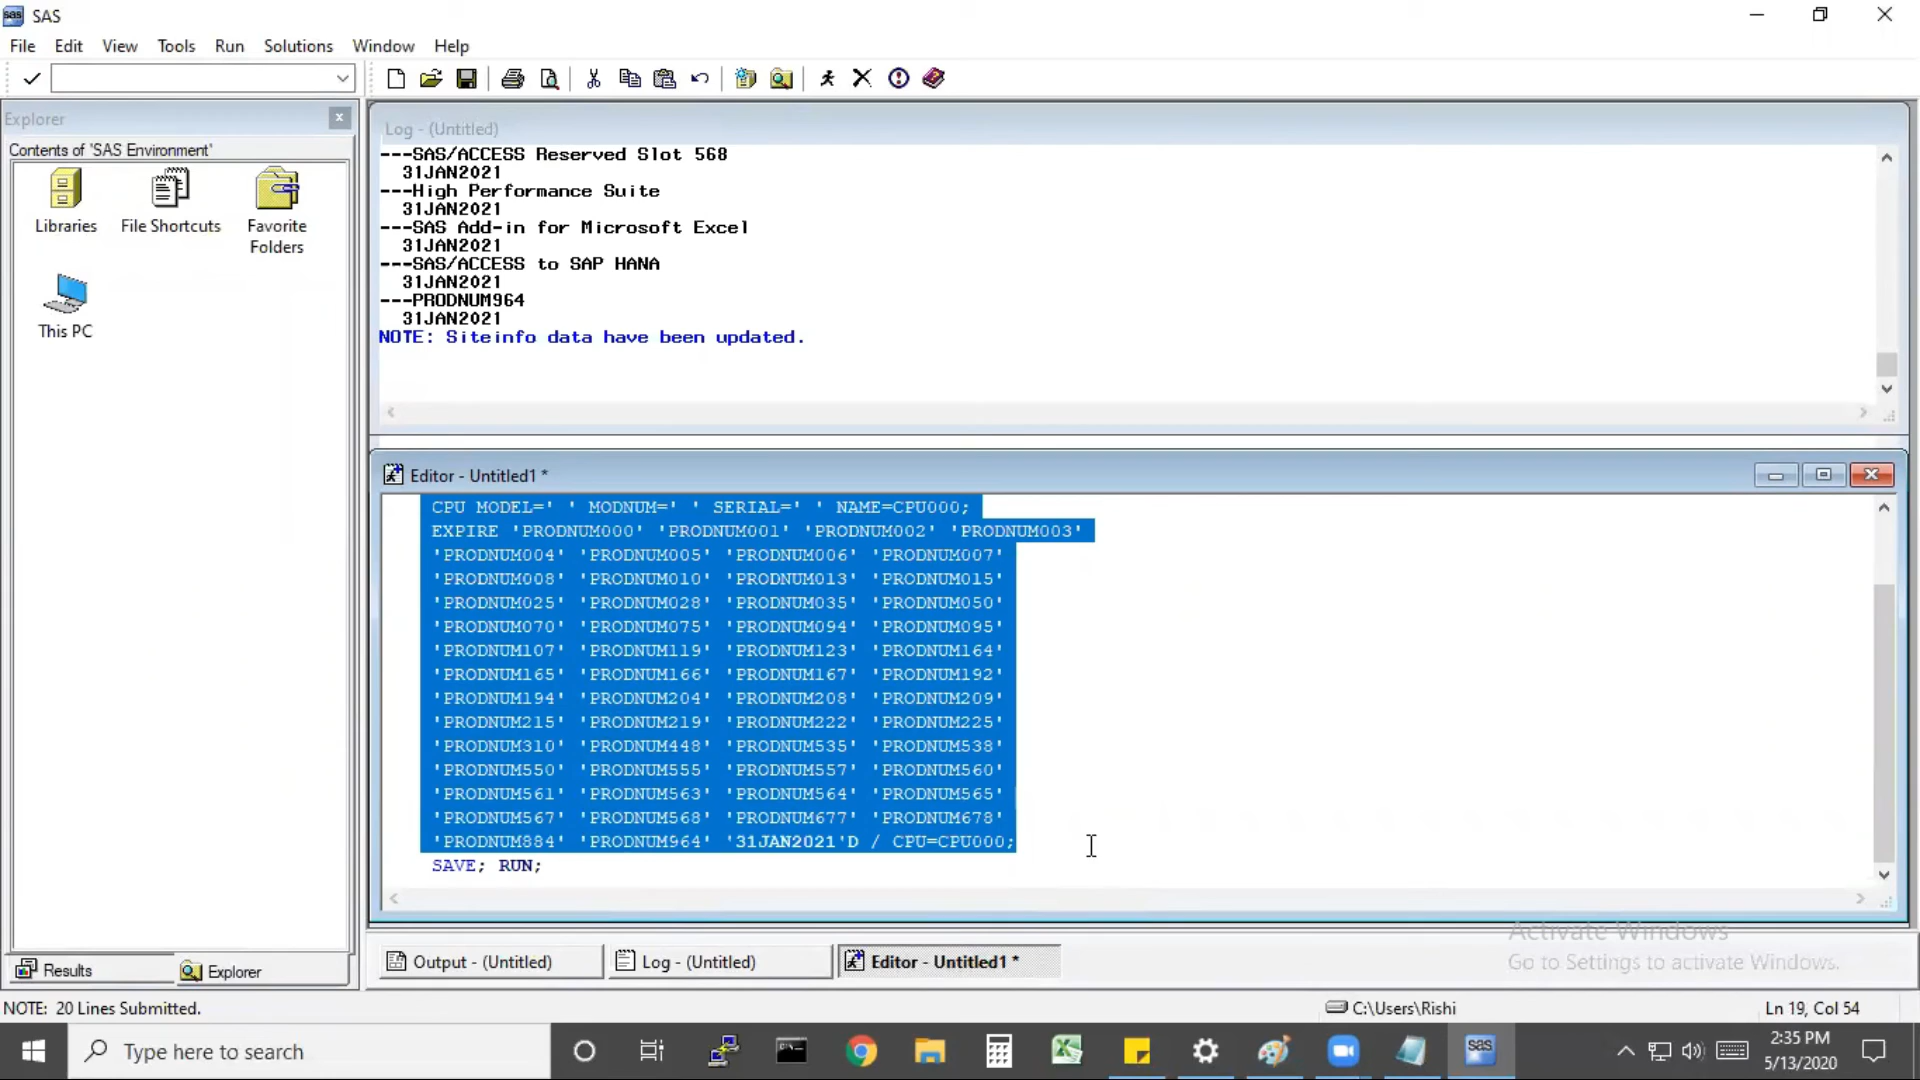 SAS
File Edit View Tools Run Solutions Window Help
Explorer
Contents of 'SAS Environment'
Libraries File Shortcuts Favorite Folders
This PC
Log - (Untitled)
---SAS/ACCESS Reserved Slot 568
31JAN2021
---High Performance Suite
31JAN2021
---SAS Add-in for Microsoft Excel
31JAN2021
---SAS/ACCESS to SAP HANA
31JAN2021
---PRODNUM964
31JAN2021
NOTE: Siteinfo data have been updated.
Editor - Untitled1 *
CPU MODEL=' ' MODNUM=' ' SERIAL=' ' NAME=CPU000;
EXPIRE 'PRODNUM000' 'PRODNUM001' 'PRODNUM002' 'PRODNUM003'
'PRODNUM004' 'PRODNUM005' 'PRODNUM006' 'PRODNUM007'
'PRODNUM008' 'PRODNUM010' 'PRODNUM013' 'PRODNUM015'
'PRODNUM025' 'PRODNUM028' 'PRODNUM035' 'PRODNUM050'
'PRODNUM070' 'PRODNUM075' 'PRODNUM094' 'PRODNUM095'
'PRODNUM107' 'PRODNUM119' 'PRODNUM123' 'PRODNUM164'
'PRODNUM165' 'PRODNUM166' 'PRODNUM167' 'PRODNUM192'
'PRODNUM194' 'PRODNUM204' 'PRODNUM208' 'PRODNUM209'
'PRODNUM215' 'PRODNUM219' 'PRODNUM222' 'PRODNUM225'
'PRODNUM310' 'PRODNUM448' 'PRODNUM535' 'PRODNUM538'
'PRODNUM550' 'PRODNUM555' 'PRODNUM557' 'PRODNUM560'
'PRODNUM561' 'PRODNUM563' 'PRODNUM564' 'PRODNUM565'
'PRODNUM567' 'PRODNUM568' 'PRODNUM677' 'PRODNUM678'
'PRODNUM884' 'PRODNUM964' '31JAN2021'D / CPU=CPU000;
SAVE; RUN;
Activate Windows
Go to Settings to activate Windows.
Results Explorer
Output - (Untitled) Log - (Untitled) Editor - Untitled1 *
NOTE: 20 Lines Submitted. C:\Users\Rishi Ln 19, Col 54
Type here to search
2:35 PM
5/13/2020